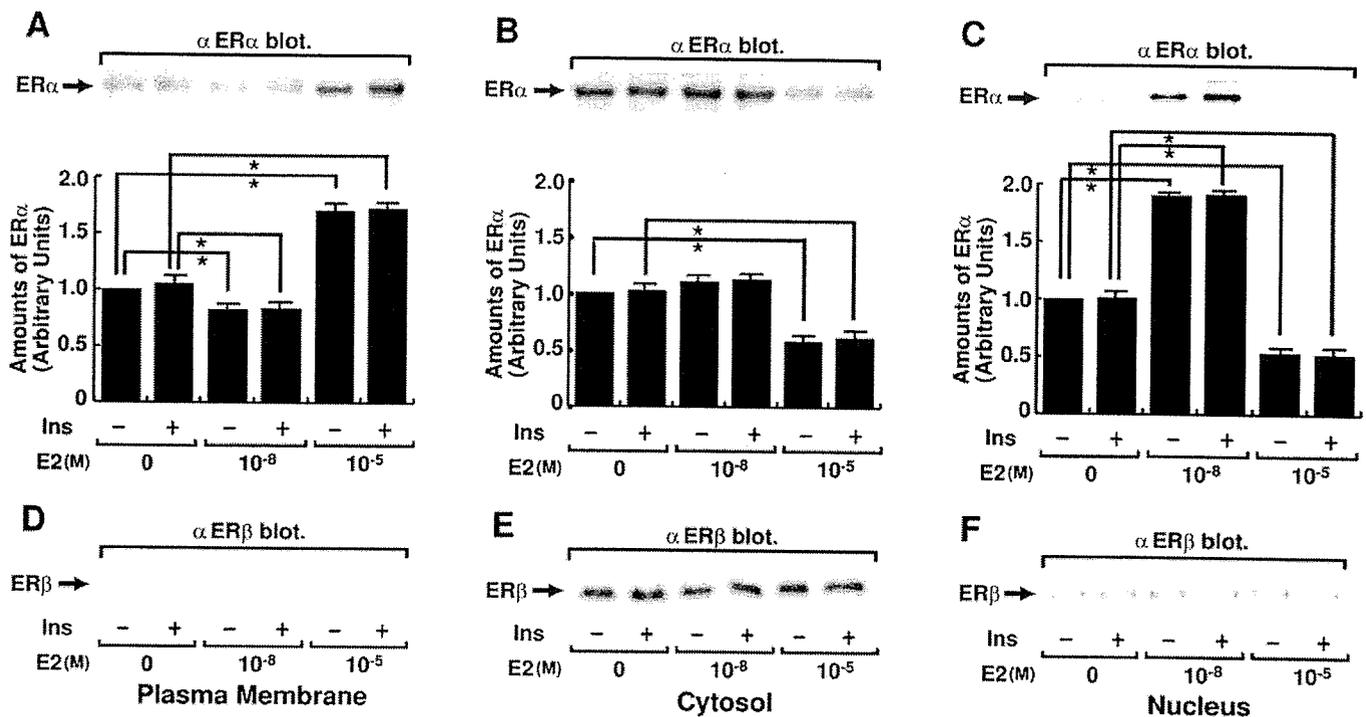 A
α ERα blot.
ERα
**
**
Amounts of ERα
(Arbitrary Units)
2.0
1.5
1.0
0.5
0
Ins − + − + − +
E2(M) 0 10-8 10-5
B
α ERα blot.
ERα
**
Amounts of ERα
(Arbitrary Units)
2.0
1.5
1.0
0.5
0
Ins − + − + − +
E2(M) 0 10-8 10-5
C
α ERα blot.
ERα
**
**
Amounts of ERα
(Arbitrary Units)
2.0
1.5
1.0
0.5
0
Ins − + − + − +
E2(M) 0 10-8 10-5
D
α ERβ blot.
ERβ
Ins − + − + − +
E2(M) 0 10-8 10-5
Plasma Membrane
E
α ERβ blot.
ERβ
Ins − + − + − +
E2(M) 0 10-8 10-5
Cytosol
F
α ERβ blot.
ERβ
Ins − + − + − +
E2(M) 0 10-8 10-5
Nucleus